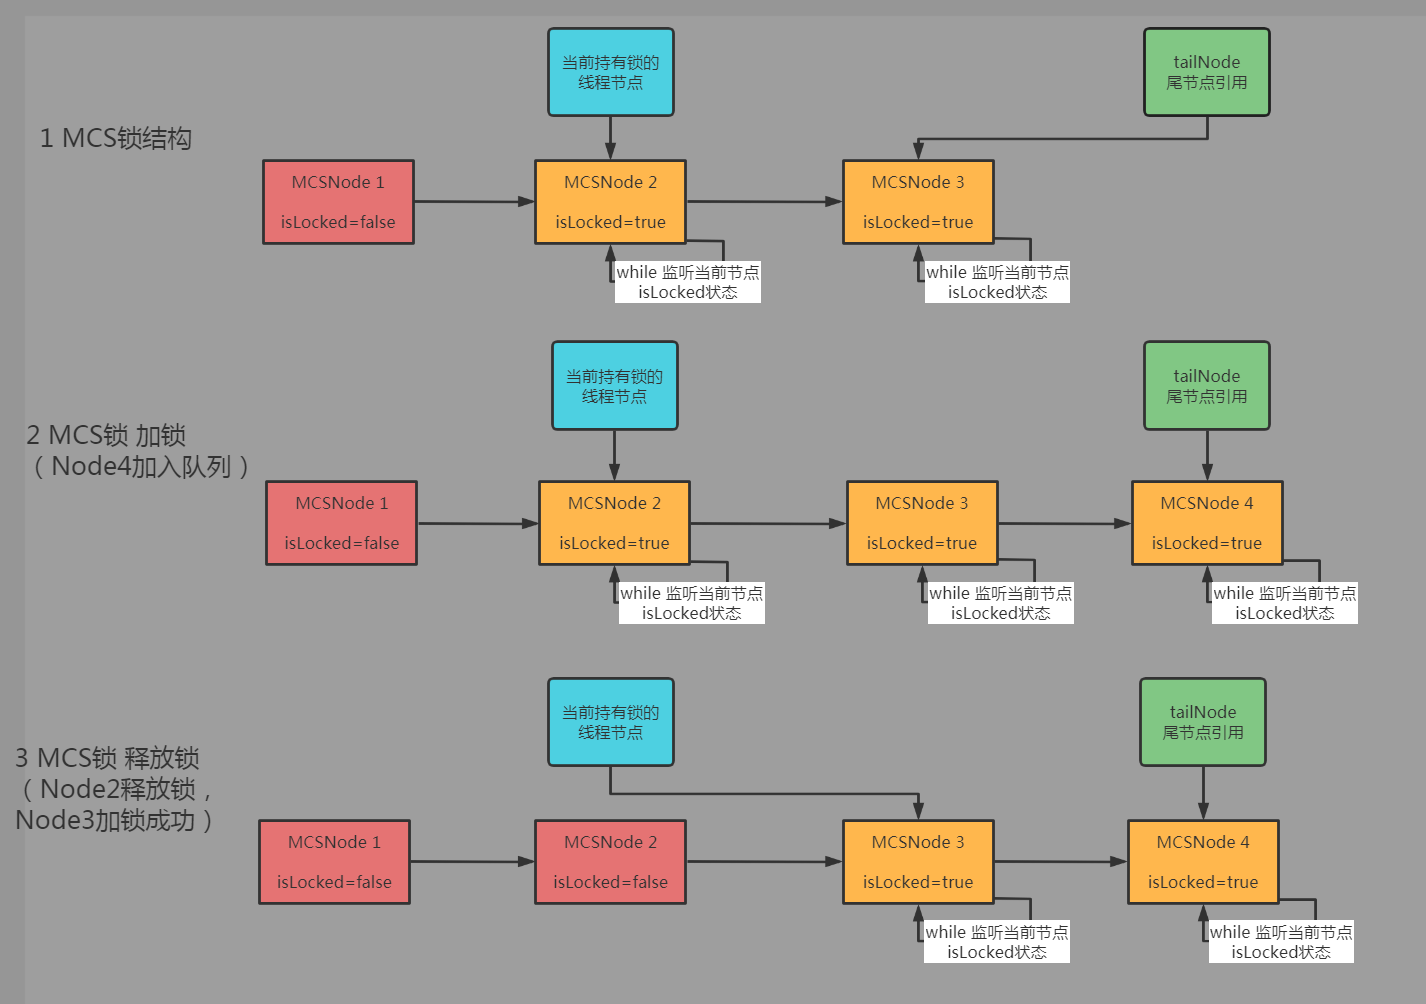 当前持有锁的
线程节点
tailNode
尾节点引用
1 MCS锁结构
MCSNode 1
isLocked=false
MCSNode 2
isLocked=true
MCSNode 3
isLocked=true
while 监听当前节点
isLocked状态
while 监听当前节点
isLocked状态
当前持有锁的
线程节点
tailNode
尾节点引用
2 MCS锁 加锁
（Node4加入队列）
MCSNode 1
isLocked=false
MCSNode 2
isLocked=true
MCSNode 3
isLocked=true
MCSNode 4
isLocked=true
while 监听当前节点
isLocked状态
while 监听当前节点
isLocked状态
while 监听当前节点
isLocked状态
当前持有锁的
线程节点
tailNode
尾节点引用
3 MCS锁 释放锁
（Node2释放锁，
Node3加锁成功）
MCSNode 1
isLocked=false
MCSNode 2
isLocked=false
MCSNode 3
isLocked=true
MCSNode 4
isLocked=true
while 监听当前节点
isLocked状态
while 监听当前节点
isLocked状态